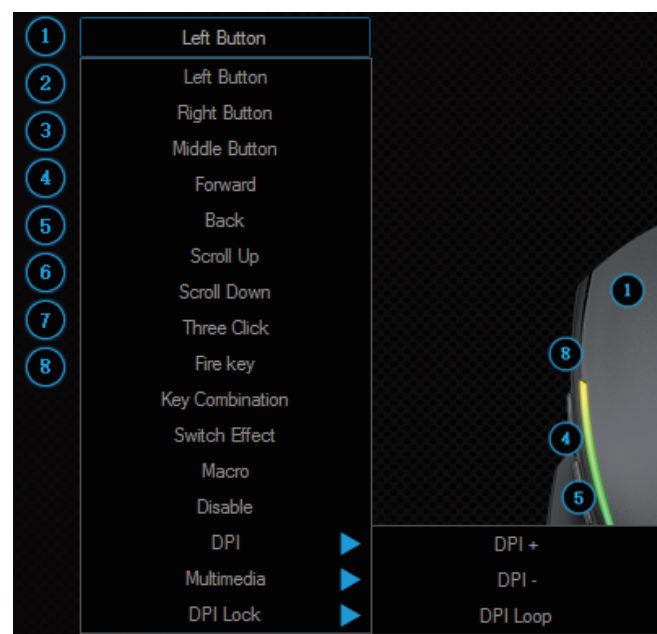 1 Left Button
2 Left Button
Right Button
3 Middle Button
4 Forward
5 Back
6 Scroll Up
Scroll Down
7 Three Click
8 Fire key
Key Combination
Switch Effect
Macro
Disable
DPI
Multimedia
DPI Lock
1
8
4
5
DPI +
DPI -
DPI Loop